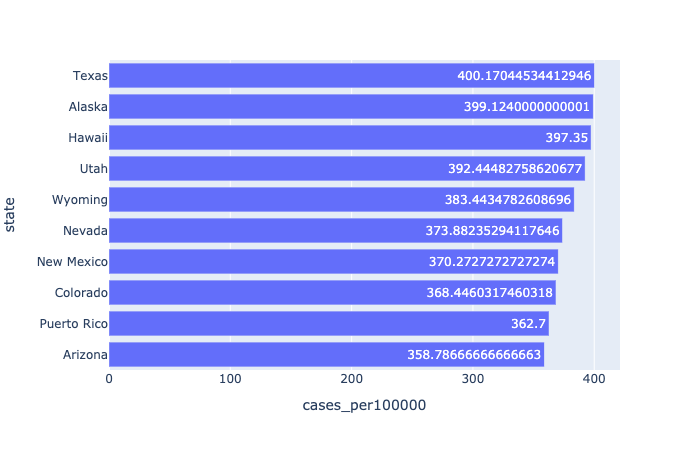 Texas 400.17044534412946
Alaska 399.1240000000001
Hawaii 397.35
Utah 392.44482758620677
Wyoming 383.4434782608696
Nevada 373.88235294117646
New Mexico 370.2727272727274
Colorado 368.4460317460318
Puerto Rico 362.7
Arizona 358.78666666666663
state
0 100 200 300 400
cases_per100000